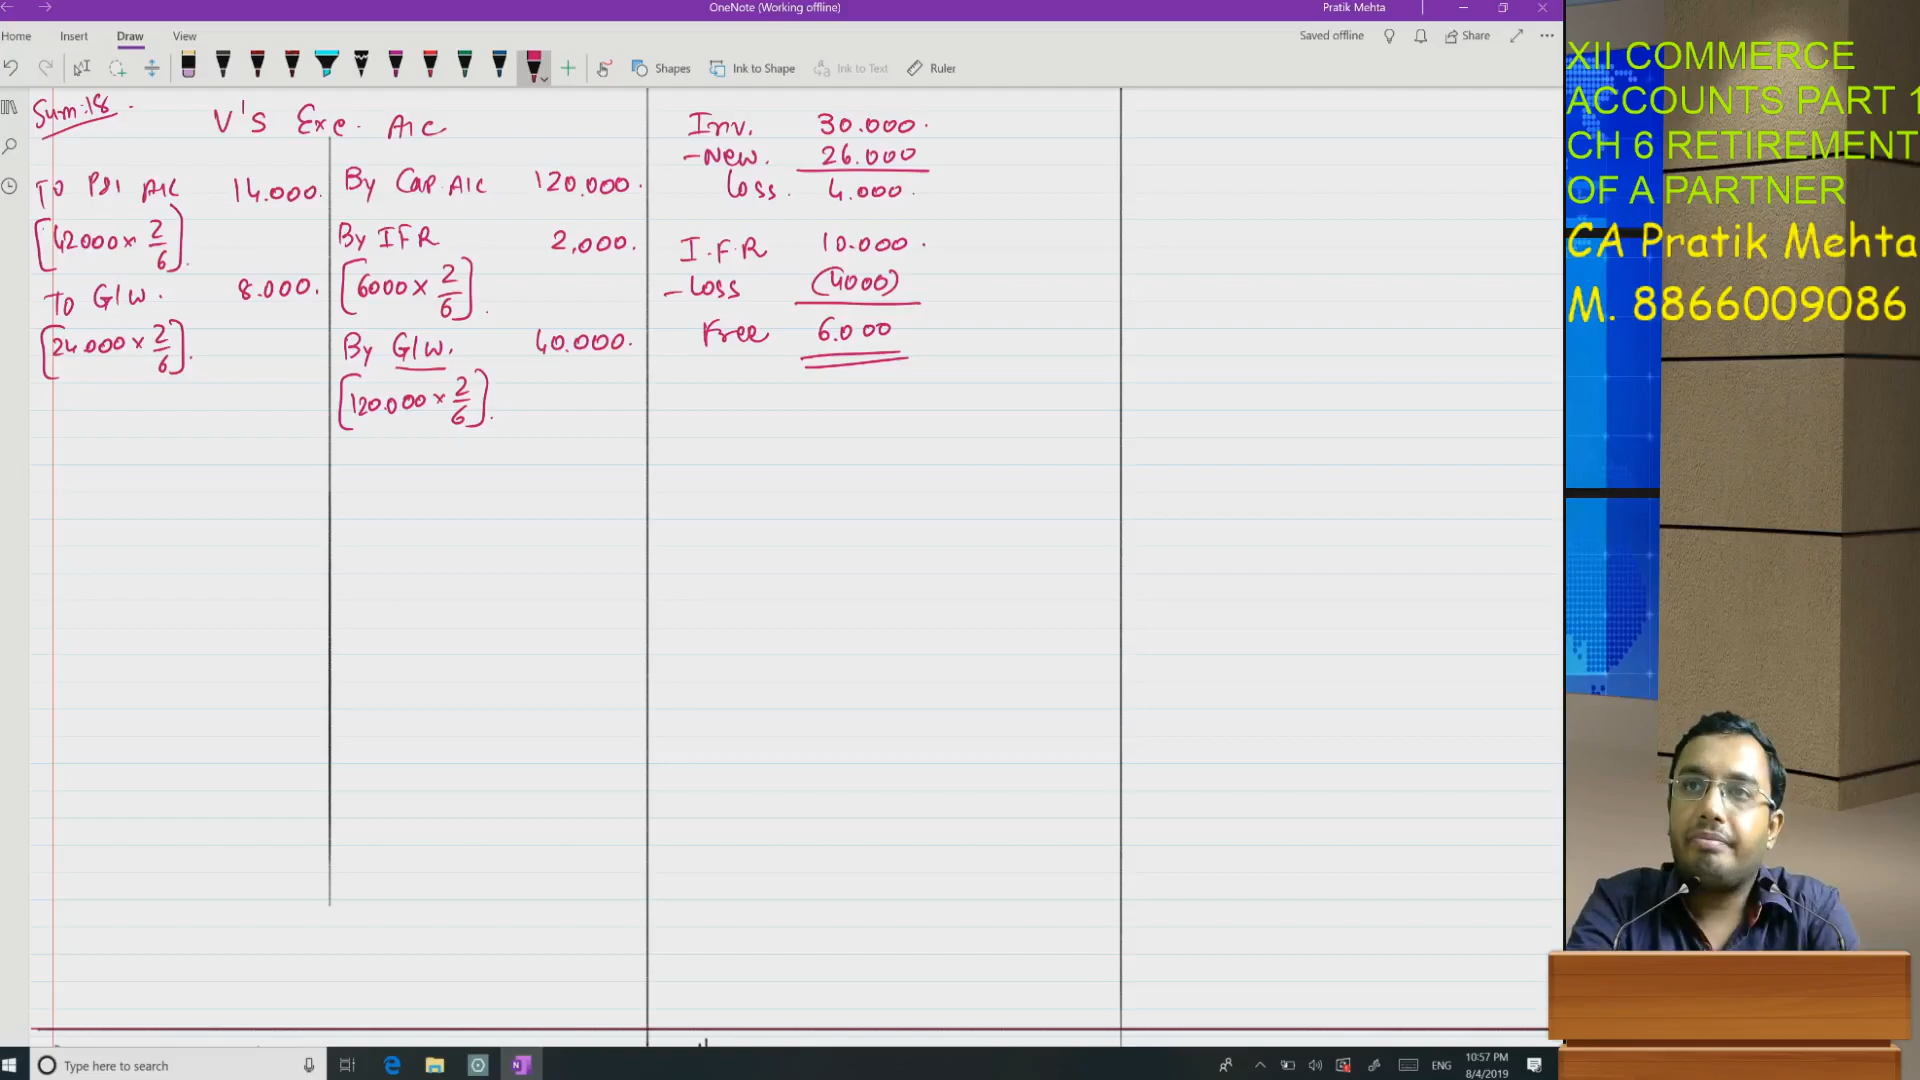 OneNote (Working offline)
Pratik Mehta
Home Insert Draw View
Saved offline
Share
Shapes
Ink to Shape
Ink to Text
Ruler
Sum:18
V'S Exe. A/C
To P&l A/C 14.000.
[42000 x 2/6].
To G/W. 8.000.
[24.000 x 2/6].
By Cap. A/C 120.000.
By IFR 2,000.
[6000 x 2/6].
By G/W. 40.000.
[120.000 x 2/6].
Inv. 30.000.
- New. 26.000
Loss. 4.000.
I.F.R 10.000.
- Loss (4000)
Free 6.000
XII COMMERCE
ACCOUNTS PART 1
CH 6 RETIREMENT
OF A PARTNER
CA Pratik Mehta
M. 8866009086
Type here to search
ENG
10:57 PM
8/4/2019